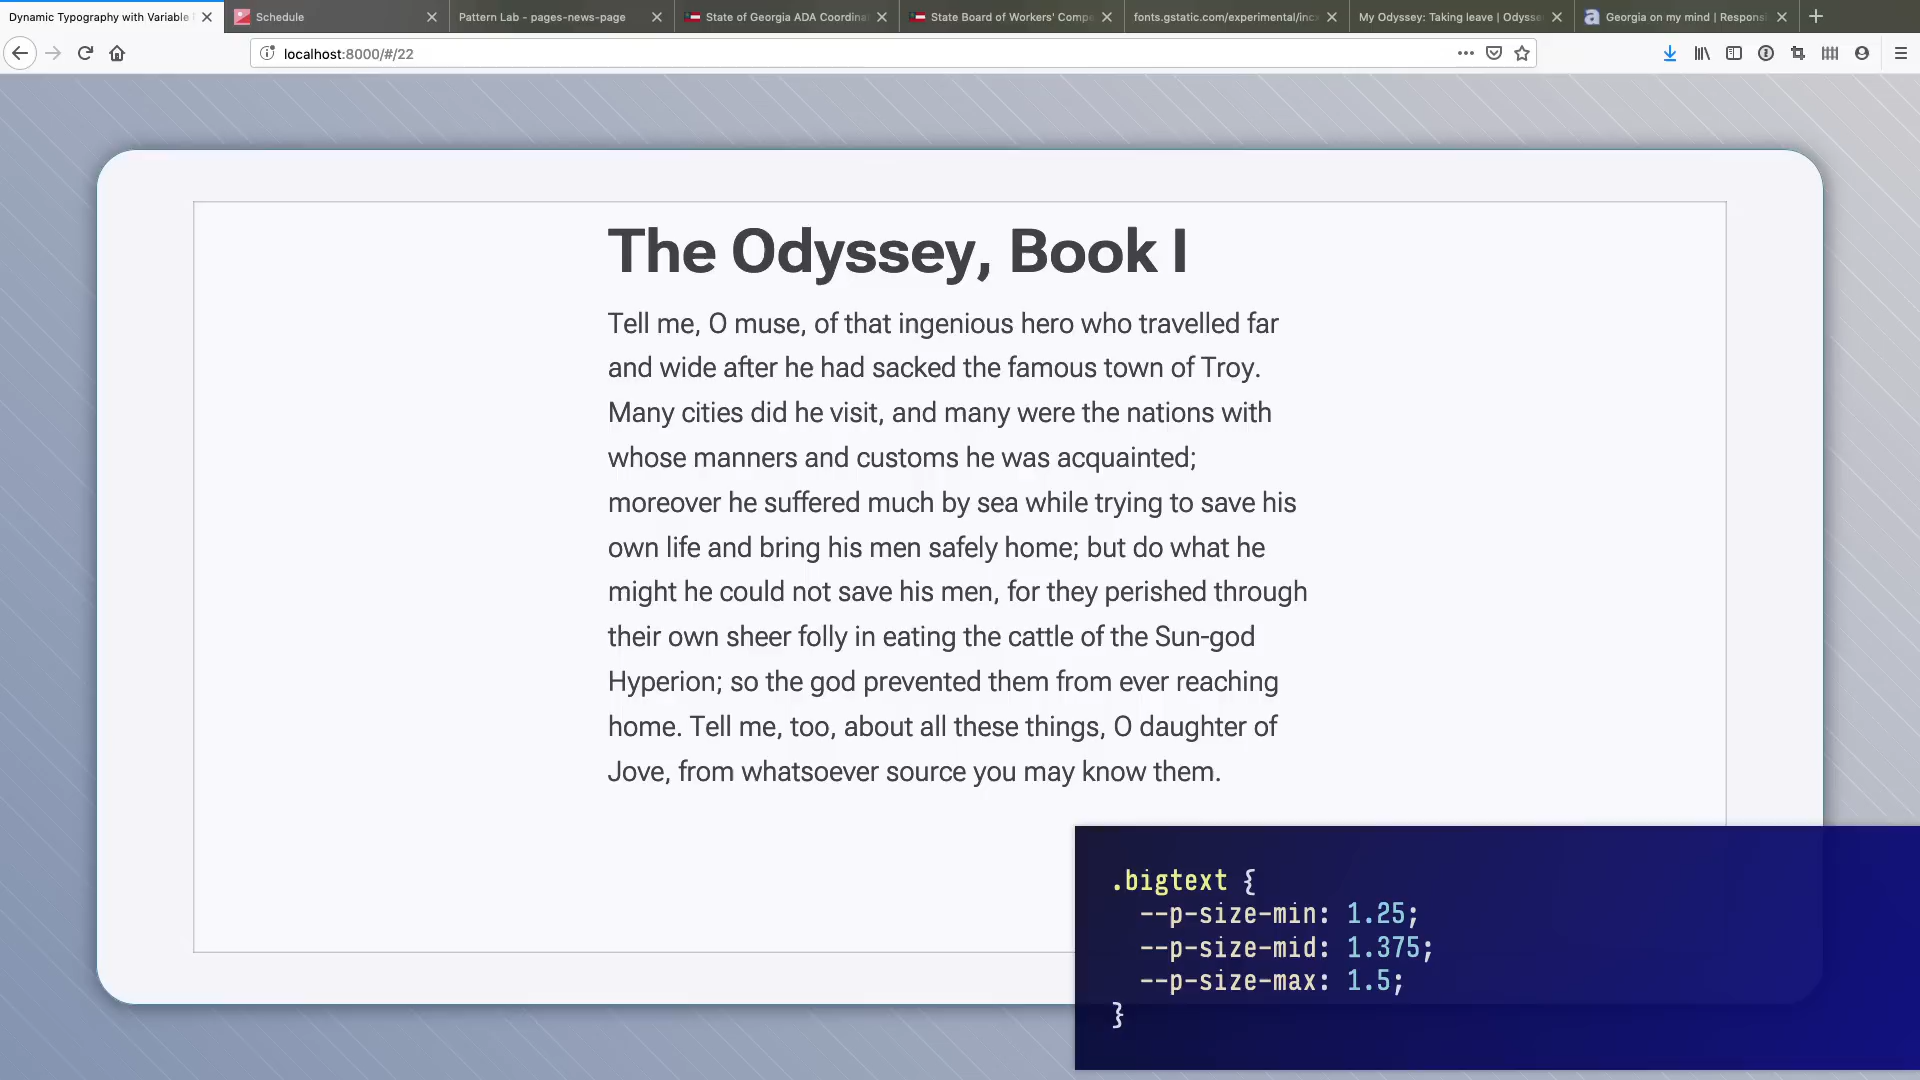 Dynamic Typography with Variable
Schedule
Pattern Lab - pages-news-page
State of Georgia ADA Coordina
State Board of Workers' Compe
fonts.gstatic.com/experimental/inc
My Odyssey: Taking leave | Odysse
Georgia on my mind | Respons
localhost:8000/#/22
The Odyssey, Book I
Tell me, O muse, of that ingenious hero who travelled far
and wide after he had sacked the famous town of Troy.
Many cities did he visit, and many were the nations with
whose manners and customs he was acquainted;
moreover he suffered much by sea while trying to save his
own life and bring his men safely home; but do what he
might he could not save his men, for they perished through
their own sheer folly in eating the cattle of the Sun-god
Hyperion; so the god prevented them from ever reaching
home. Tell me, too, about all these things, O daughter of
Jove, from whatsoever source you may know them.
.bigtext {
--p-size-min: 1.25;
--p-size-mid: 1.375;
--p-size-max: 1.5;
}